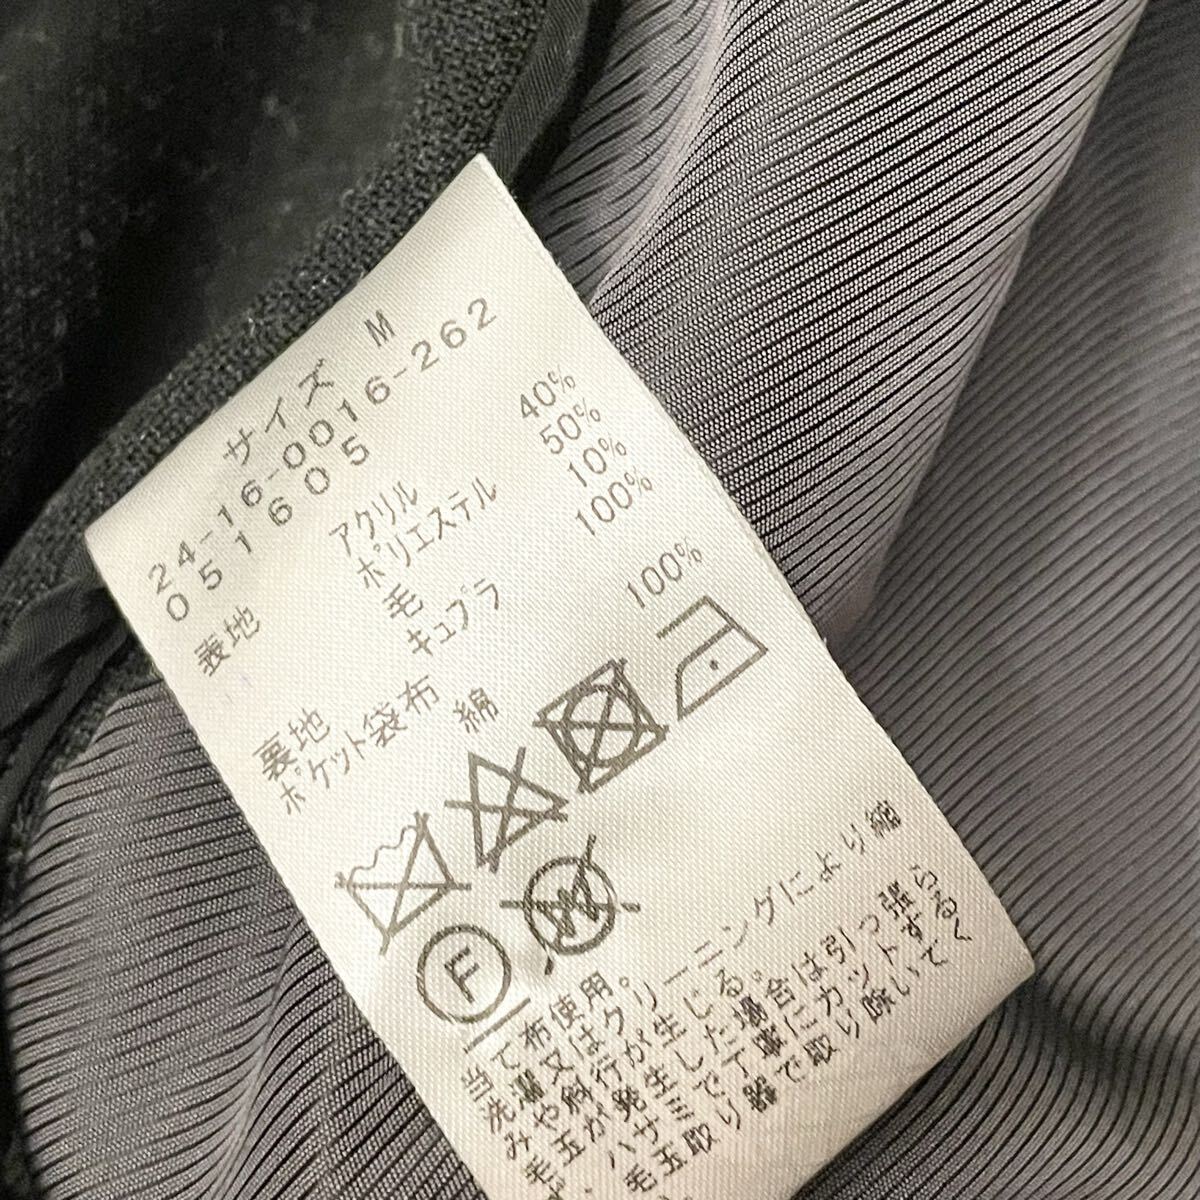 サイズ M
24-16-0016-262
051605
表地 アクリル 40%
ポリエステル 50%
毛 10%
裏地 キュプラ 100%
ポケット袋布 綿 100%
F
W
当て布使用。
洗濯又はクリーニングにより縮
みや斜行が生じる。
毛玉が発生した場合は引っ張らず
ハサミで丁寧にカットするく
毛玉取り器で取り除いて